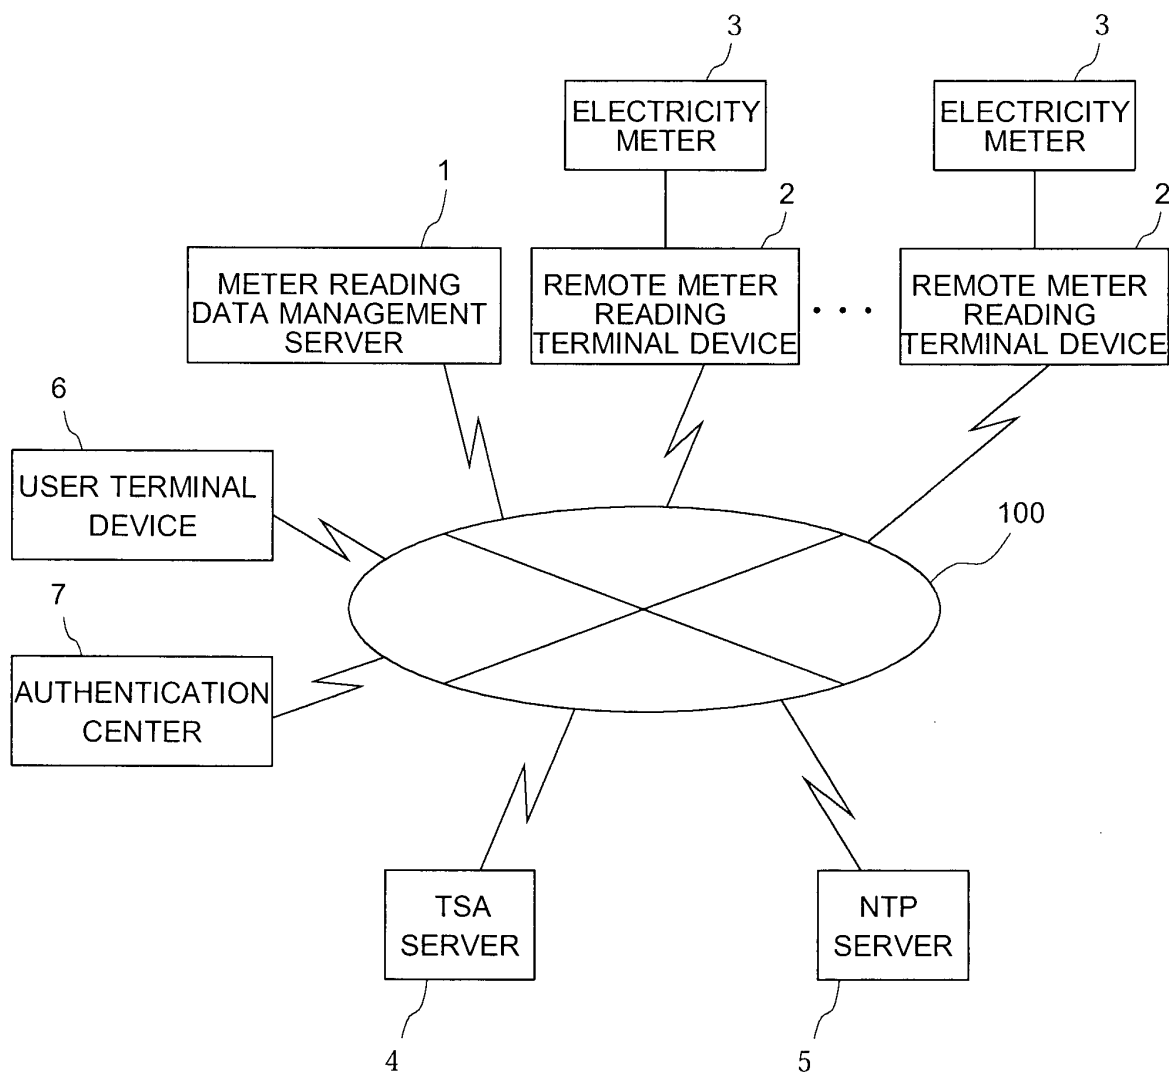 3
3
ELECTRICITY
METER
ELECTRICITY
METER
1
2
2
METER READING
DATA MANAGEMENT
SERVER
REMOTE METER
READING
TERMINAL DEVICE
. . .
REMOTE METER
READING
TERMINAL DEVICE
6
USER TERMINAL
DEVICE
100
7
AUTHENTICATION
CENTER
TSA
SERVER
NTP
SERVER
4
5